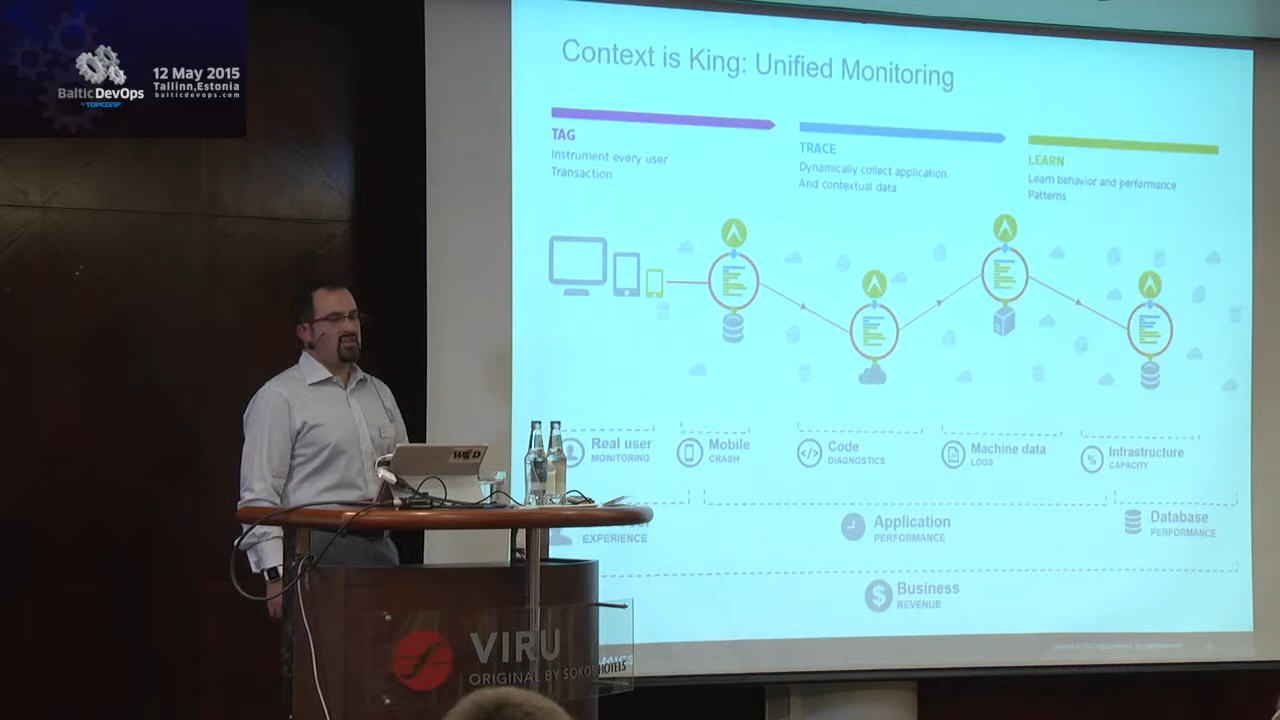 Baltic DevOps
by TOPCONF
12 May 2015
Tallinn, Estonia
balticdevops.com
Context is King: Unified Monitoring
TAG
Instrument every user
Transaction
TRACE
Dynamically collect application
And contextual data
LEARN
Learn behavior and performance
Patterns
Real user
MONITORING
Mobile
CRASH
Code
DIAGNOSTICS
Machine data
LOGS
Infrastructure
CAPACITY
EXPERIENCE
Application
PERFORMANCE
Database
PERFORMANCE
Business
REVENUE
VIRU
ORIGINAL BY SOKOS HOTELS